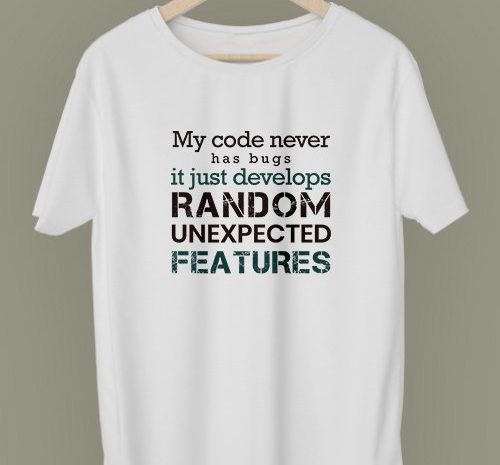 My code never
has bugs
it just develops
RANDOM
UNEXPECTED
FEATURES